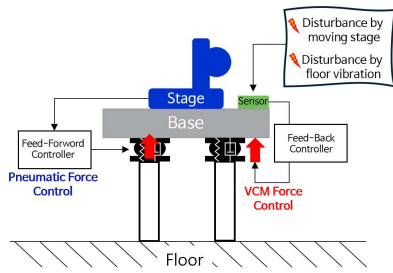 Disturbance by
moving stage
Disturbance by
floor vibration
Stage
Sensor
Base
Feed-Forward
Controller
Feed-Back
Controller
Pneumatic Force
Control
VCM Force
Control
Floor